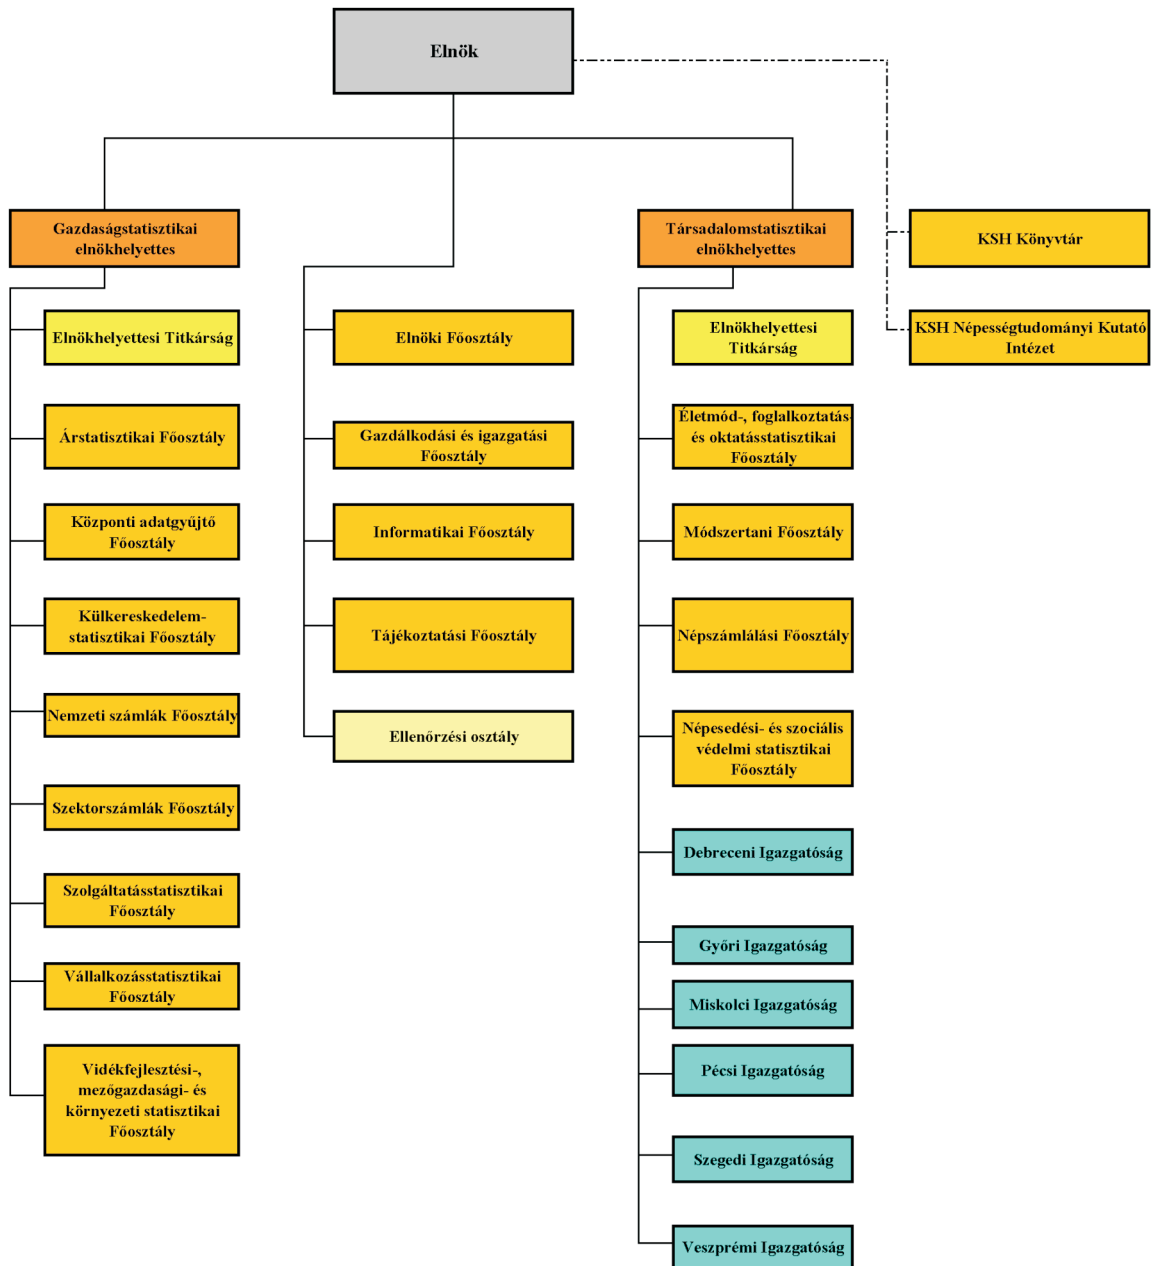 Elnök
Gazdaságstatisztikai
elnökhelyettes
Elnökhelyettesi Titkárság
Árstatisztikai Főosztály
Központi adatgyűjtő
Főosztály
Külkereskedelem-
statisztikai Főosztály
Nemzeti számlák Főosztály
Szektorszámlák Főosztály
Szolgáltatásstatisztikai
Főosztály
Vállalkozásstatisztikai
Főosztály
Vidékfejlesztési-,
mezőgazdasági- és
környezeti statisztikai
Főosztály
Elnöki Főosztály
Gazdálkodási és igazgatási
Főosztály
Informatikai Főosztály
Tájékoztatási Főosztály
Ellenőrzési osztály
Társadalomstatisztikai
elnökhelyettes
Elnökhelyettesi
Titkárság
Életmód-, foglalkoztatás-
és oktatásstatisztikai
Főosztály
Módszertani Főosztály
Népszámlálási Főosztály
Népesedési- és szociális
védelmi statisztikai
Főosztály
Debreceni Igazgatóság
Győri Igazgatóság
Miskolci Igazgatóság
Pécsi Igazgatóság
Szegedi Igazgatóság
Veszprémi Igazgatóság
KSH Könyvtár
KSH Népességtudományi Kutató
Intézet